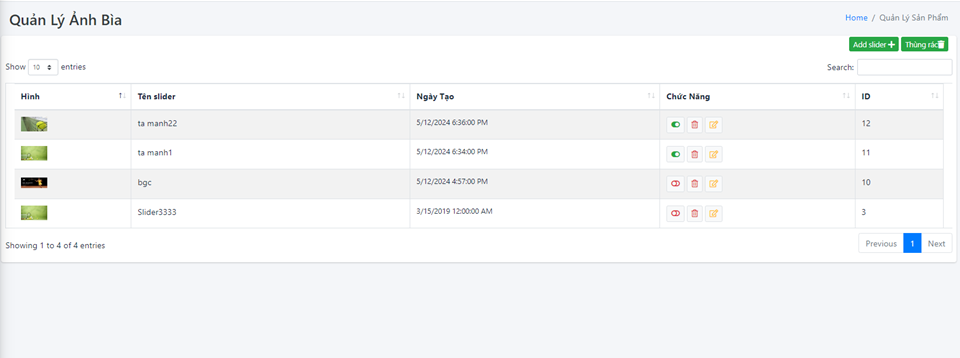 Quản Lý Ảnh Bìa
Home / Quản Lý Sản Phẩm
Add slider Thùng rác
Show 10 entries Search:
Hình Tên slider Ngày Tạo Chức Năng ID
ta manh22 5/12/2024 6:36:00 PM 12
ta manh1 5/12/2024 6:34:00 PM 11
bgc 5/12/2024 4:57:00 PM 10
Slider3333 3/15/2019 12:00:00 AM 3
Showing 1 to 4 of 4 entries Previous 1 Next